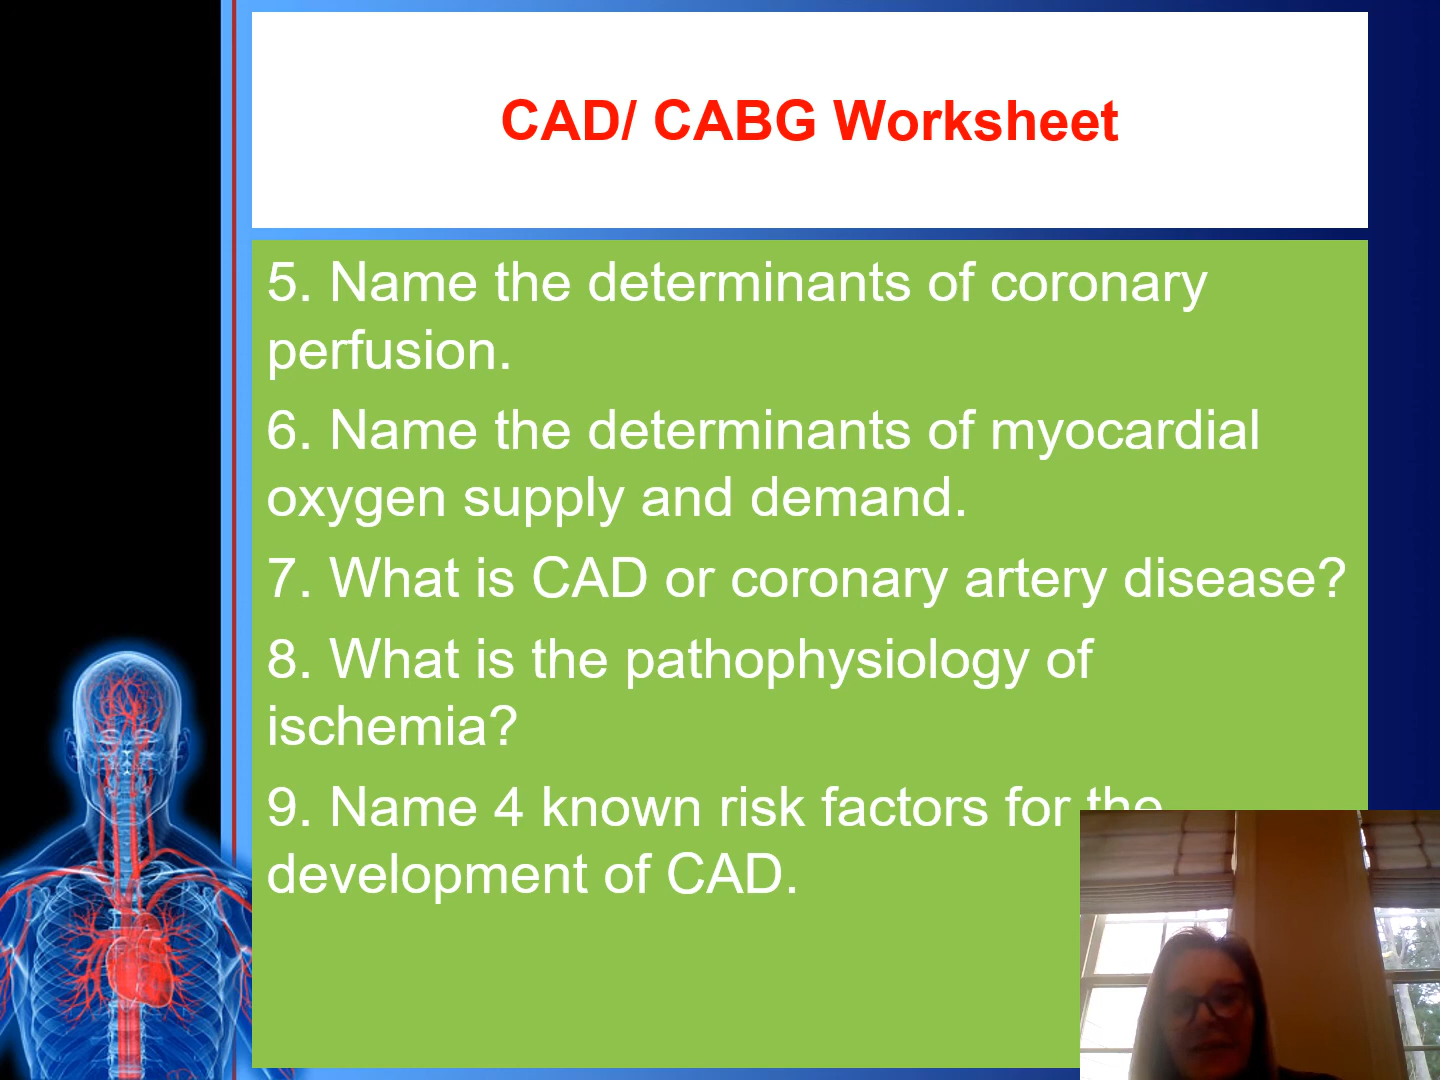 CAD/ CABG Worksheet
5. Name the determinants of coronary
perfusion.
6. Name the determinants of myocardial
oxygen supply and demand.
7. What is CAD or coronary artery disease?
8. What is the pathophysiology of
ischemia?
9. Name 4 known risk factors for the
development of CAD.